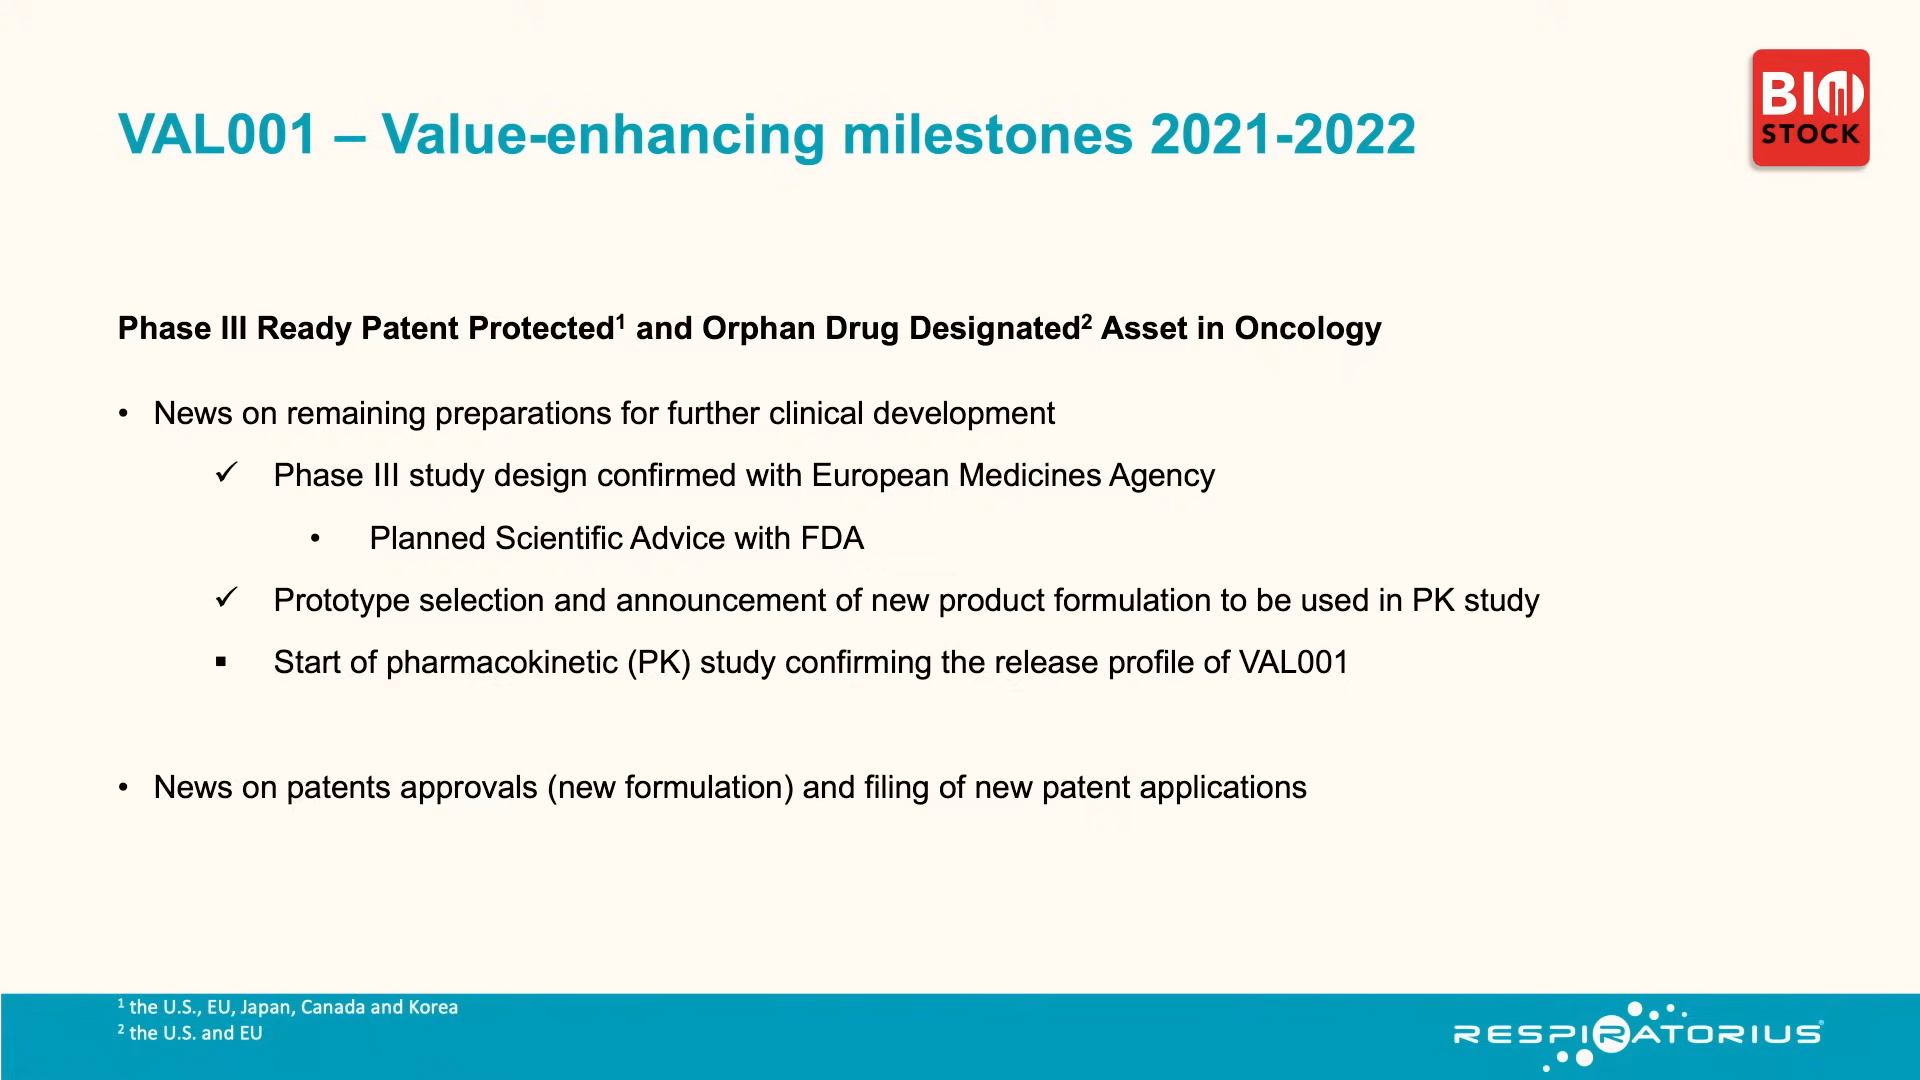 BIO
STOCK
VAL001 – Value-enhancing milestones 2021-2022
Phase III Ready Patent Protected¹ and Orphan Drug Designated² Asset in Oncology
• News on remaining preparations for further clinical development
✓ Phase III study design confirmed with European Medicines Agency
• Planned Scientific Advice with FDA
✓ Prototype selection and announcement of new product formulation to be used in PK study
▪ Start of pharmacokinetic (PK) study confirming the release profile of VAL001
• News on patents approvals (new formulation) and filing of new patent applications
¹ the U.S., EU, Japan, Canada and Korea
² the U.S. and EU
RESPIRATORIUS®